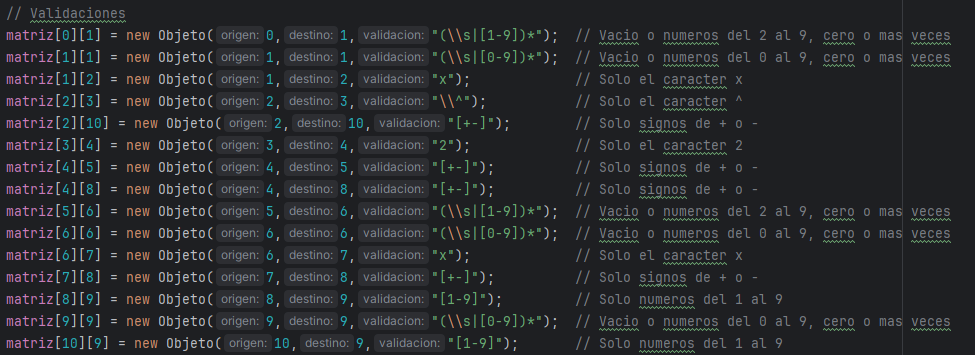 // Validaciones
matriz[0][1] = new Objeto( origen: 0, destino: 1, validacion: "(\\s|[1-9])*"); // Vacio o numeros del 2 al 9, cero o mas veces
matriz[1][1] = new Objeto( origen: 1, destino: 1, validacion: "(\\s|[0-9])*"); // Vacio o numeros del 0 al 9, cero o mas veces
matriz[1][2] = new Objeto( origen: 1, destino: 2, validacion: "x"); // Solo el caracter x
matriz[2][3] = new Objeto( origen: 2, destino: 3, validacion: "\\^"); // Solo el caracter ^
matriz[2][10] = new Objeto( origen: 2, destino: 10, validacion: "[+-]"); // Solo signos de + o -
matriz[3][4] = new Objeto( origen: 3, destino: 4, validacion: "2"); // Solo el caracter 2
matriz[4][5] = new Objeto( origen: 4, destino: 5, validacion: "[+-]"); // Solo signos de + o -
matriz[4][8] = new Objeto( origen: 4, destino: 8, validacion: "[+-]"); // Solo signos de + o -
matriz[5][6] = new Objeto( origen: 5, destino: 6, validacion: "(\\s|[1-9])*"); // Vacio o numeros del 2 al 9, cero o mas veces
matriz[6][6] = new Objeto( origen: 6, destino: 6, validacion: "(\\s|[0-9])*"); // Vacio o numeros del 0 al 9, cero o mas veces
matriz[6][7] = new Objeto( origen: 6, destino: 7, validacion: "x"); // Solo el caracter x
matriz[7][8] = new Objeto( origen: 7, destino: 8, validacion: "[+-]"); // Solo signos de + o -
matriz[8][9] = new Objeto( origen: 8, destino: 9, validacion: "[1-9]"); // Solo numeros del 1 al 9
matriz[9][9] = new Objeto( origen: 9, destino: 9, validacion: "(\\s|[0-9])*"); // Vacio o numeros del 0 al 9, cero o mas veces
matriz[10][9] = new Objeto( origen: 10, destino: 9, validacion: "[1-9]"); // Solo numeros del 1 al 9